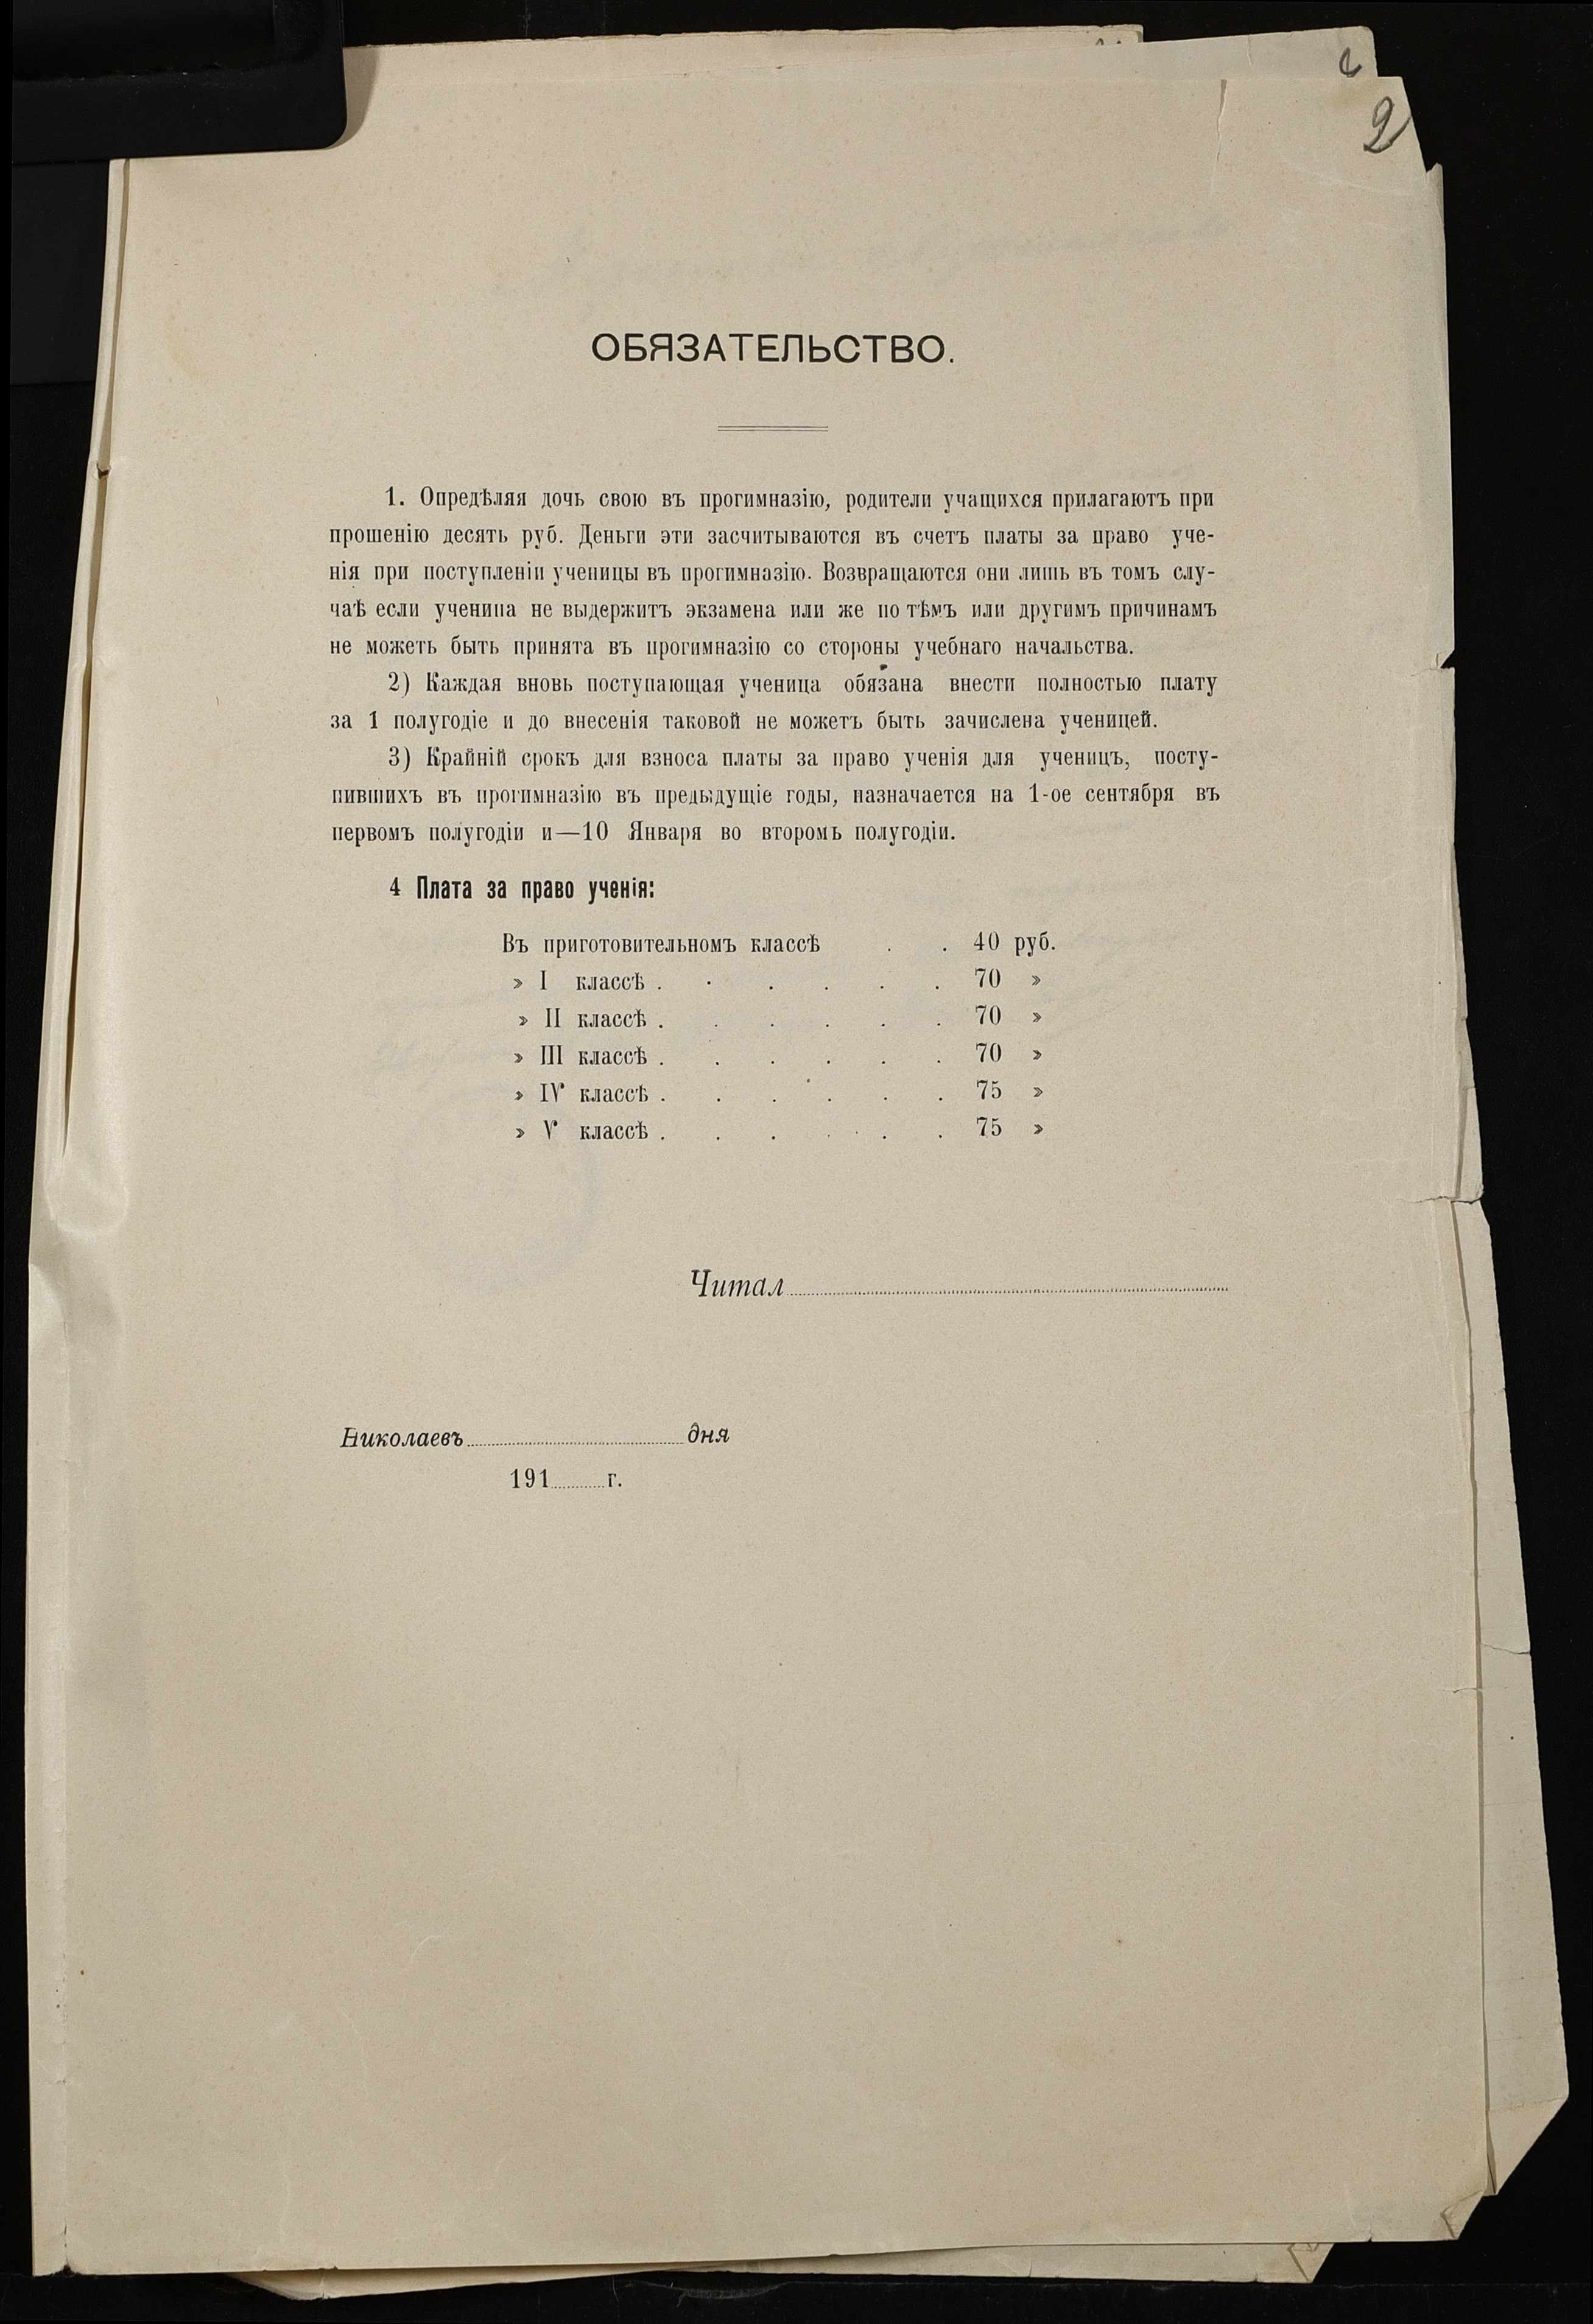 2
ОБЯЗАТЕЛЬСТВО.
1. Опредѣляя дочь свою въ прогимназію, родители учащихся прилагаютъ при
прошенію десять руб. Деньги эти засчитываются въ счетъ платы за право уче-
нія при поступленіи ученицы въ прогимназію. Возвращаются они лишь въ томъ слу-
чаѣ если ученица не выдержитъ экзамена или же по тѣмъ или другимъ причинамъ
не можеть быть принята въ прогимназію со стороны учебнаго начальства.
2) Каждая вновь поступающая ученица обязана внести полностью плату
за 1 полугодіе и до внесенія таковой не можетъ быть зачислена ученицей.
3) Крайній срокъ для взноса платы за право ученія для ученицъ, посту-
пившихъ въ прогимназію въ предыдущіе годы, назначается на 1-ое сентября въ
первомъ полугодіи и—10 Января во второмъ полугодіи.
4 Плата за право ученія:
Въ приготовительномъ классѣ . . 40 руб.
» I классѣ . . . . . . 70 »
» II классѣ . . . . . . 70 »
» III классѣ . . . . . . 70 »
» IV классѣ . . . . . . 75 »
» V классѣ . . . . . . 75 »
Читал
Николаевъ дня
191 г.